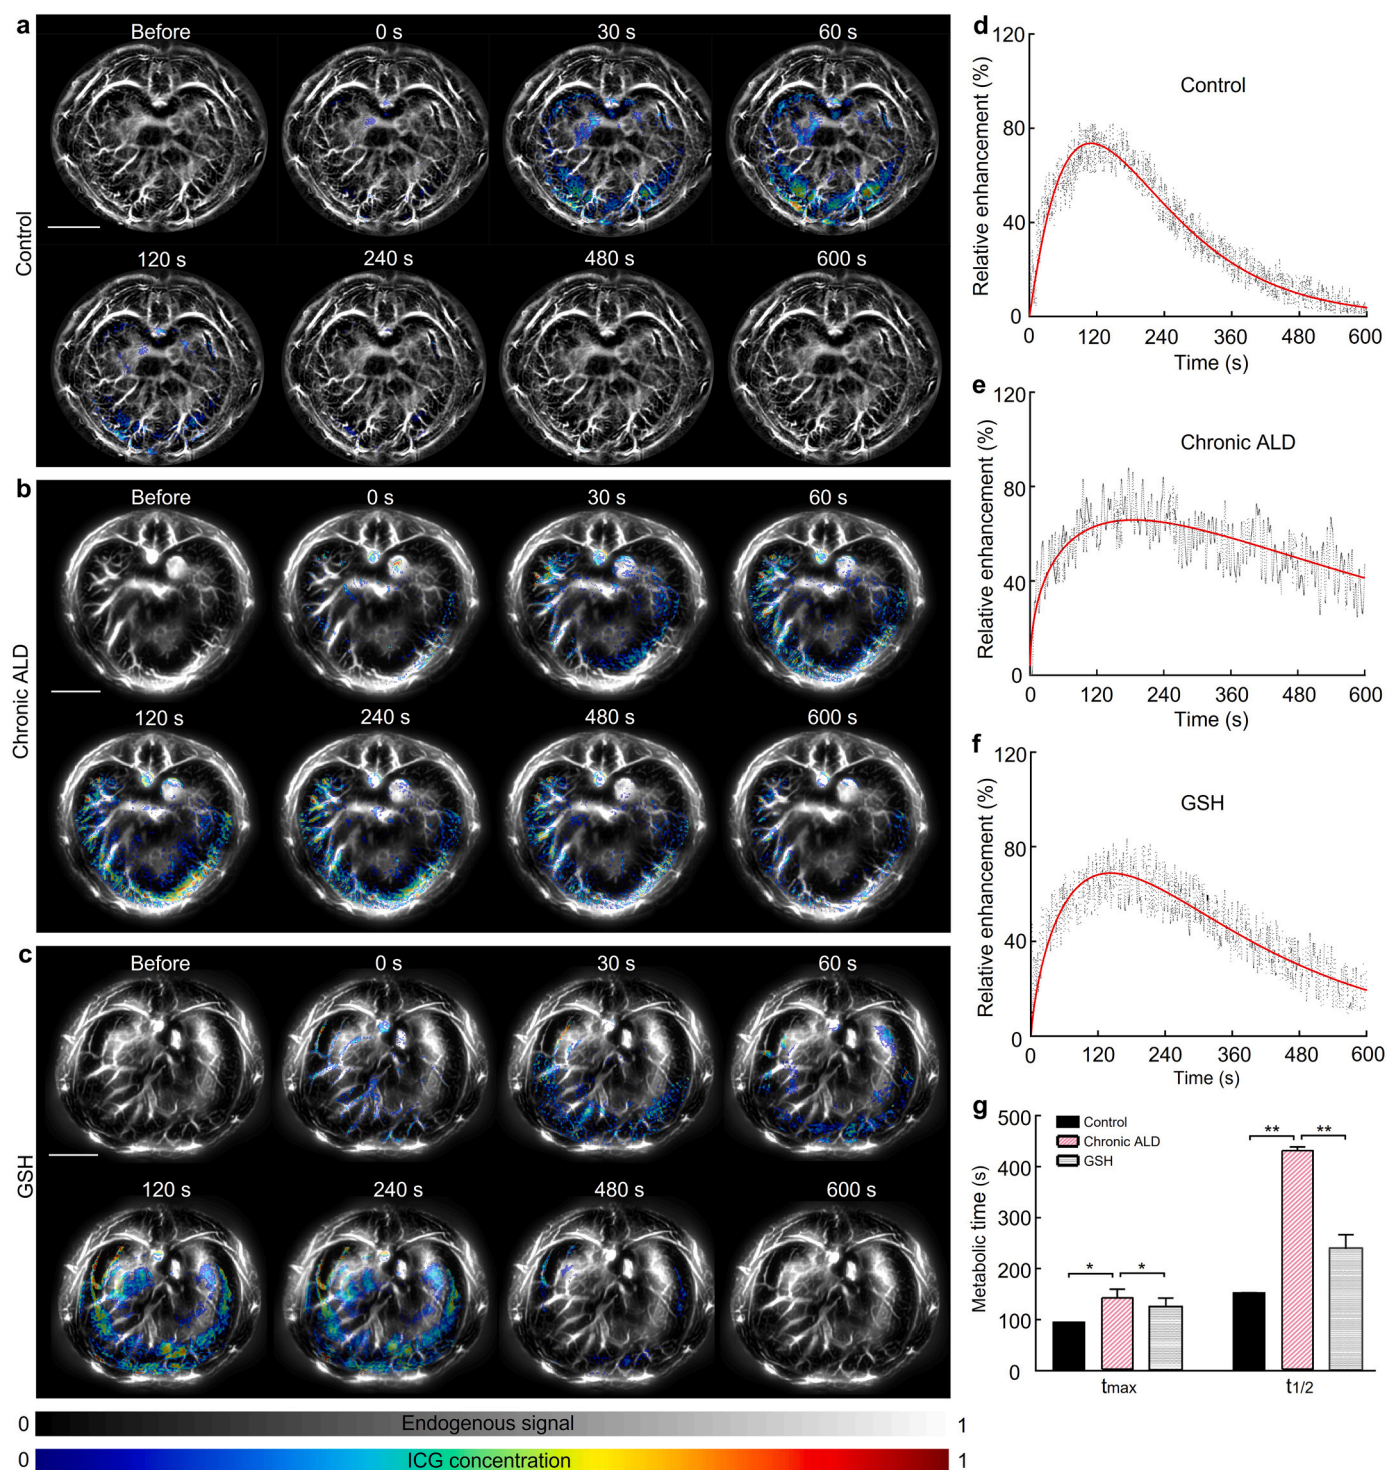 a
Before 0 s 30 s 60 s
120 s 240 s 480 s 600 s
Control
b
Before 0 s 30 s 60 s
120 s 240 s 480 s 600 s
Chronic ALD
c
Before 0 s 30 s 60 s
120 s 240 s 480 s 600 s
GSH
0 Endogenous signal 1
0 ICG concentration 1
d
Control
Relative enhancement (%)
120
80
40
0
0 120 240 360 480 600
Time (s)
e
Chronic ALD
Relative enhancement (%)
120
80
40
0
0 120 240 360 480 600
Time (s)
f
GSH
Relative enhancement (%)
120
80
40
0
0 120 240 360 480 600
Time (s)
g
Metabolic time (s)
500
400
300
200
100
0
Control
Chronic ALD
GSH
* *
** **
tmax t1/2